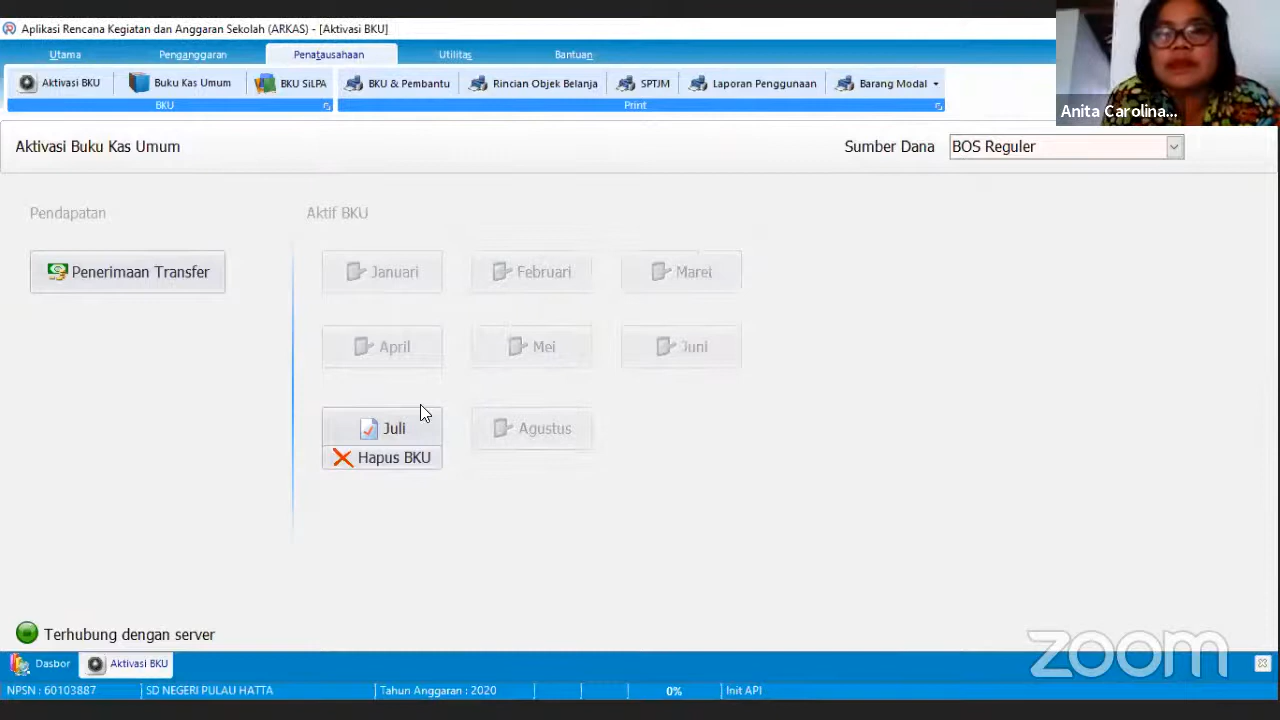 Aplikasi Rencana Kegiatan dan Anggaran Sekolah (ARKAS) - [Aktivasi BKU]
Utama Penganggaran Penatausahaan Utilitas Bantuan
Aktivasi BKU Buku Kas Umum BKU SiLPA BKU & Pembantu Rincian Objek Belanja SPTJM Laporan Penggunaan Barang Modal
BKU Print
Anita Carolina...
Aktivasi Buku Kas Umum Sumber Dana BOS Reguler
Pendapatan Aktif BKU
Penerimaan Transfer Januari Februari Maret
April Mei Juni
Juli Agustus
Hapus BKU
Terhubung dengan server
zoom
Dasbor Aktivasi BKU
NPSN : 60103887 SD NEGERI PULAU HATTA Tahun Anggaran : 2020 0% Init API